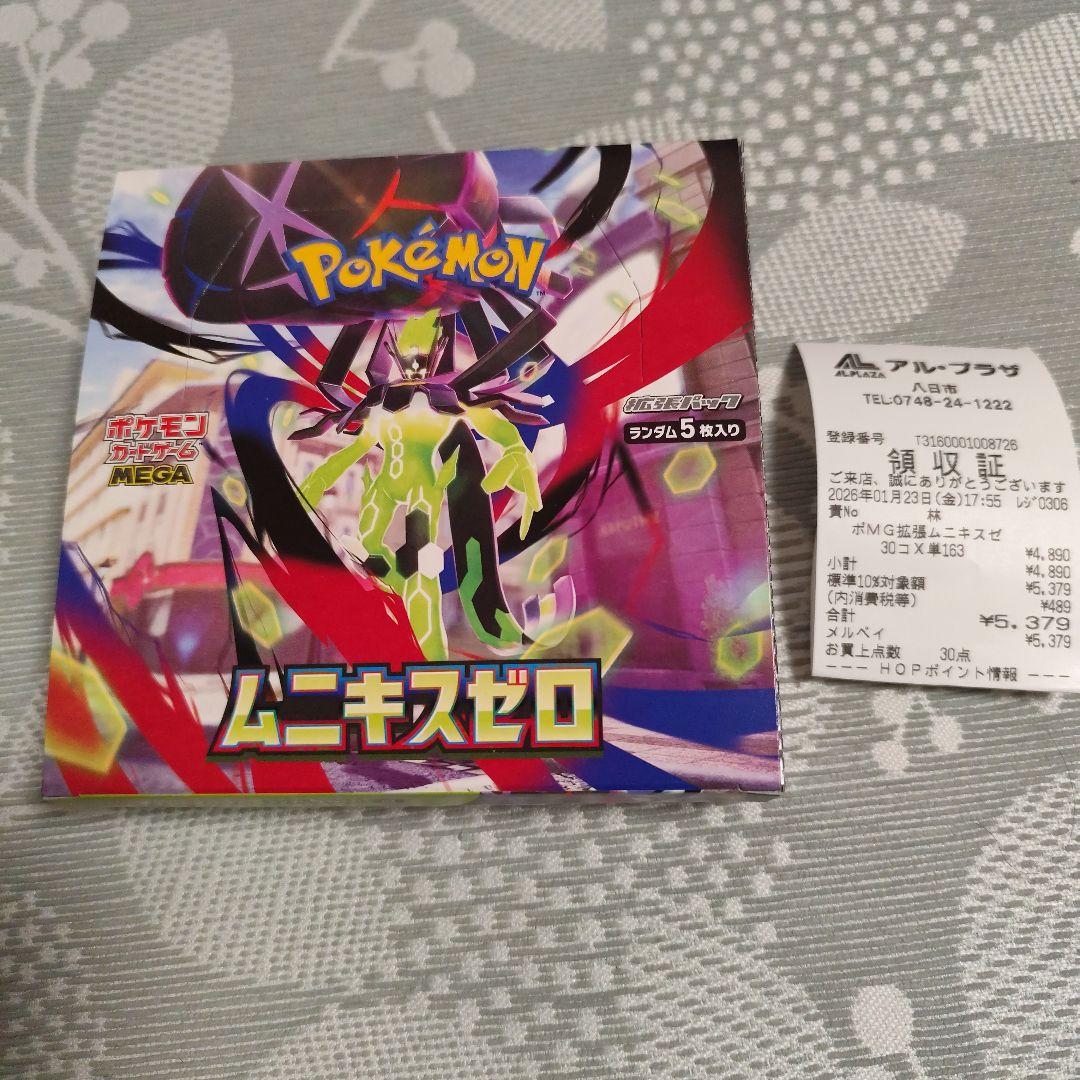 POKéMON
TM
ポケモン
カードゲーム
MEGA
拡張パック
ランダム5枚入り
ムニキスゼロ
AL.PLAZA アル・プラザ
八日市
TEL:0748-24-1222
登録番号 T3160001008726
領収証
ご来店、誠にありがとうございます
2026年01月23日(金)17:55 レジ0306
責No 林
ポMG拡張ムニキスゼ
30コ X 単163 ¥4,890
小計 ¥4,890
標準10%対象額 ¥5,379
(内消費税等) ¥489
合計 ¥5,379
メルペイ ¥5,379
お買上点数 30点
--- HOPポイント情報 ---